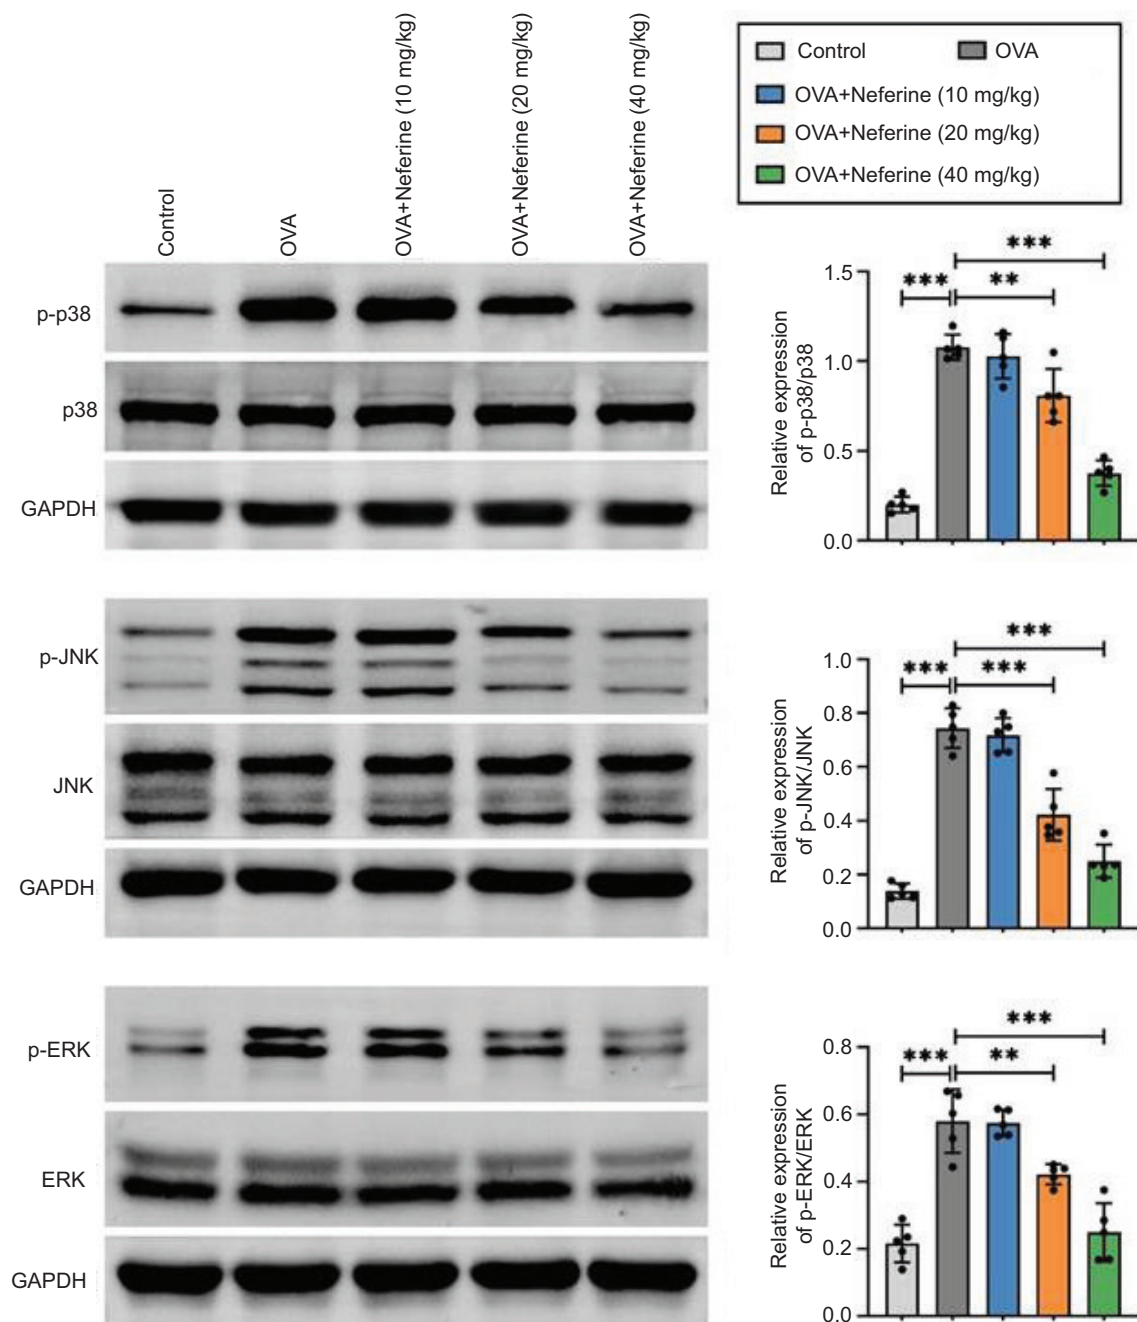 Control
OVA
OVA+Neferine (10 mg/kg)
OVA+Neferine (20 mg/kg)
OVA+Neferine (40 mg/kg)
Control
OVA
OVA+Neferine (10 mg/kg)
OVA+Neferine (20 mg/kg)
OVA+Neferine (40 mg/kg)
p-p38
p38
GAPDH
Relative expression
of p-p38/p38
1.5
1.0
0.5
0.0
***
**
***
p-JNK
JNK
GAPDH
Relative expression
of p-JNK/JNK
1.0
0.8
0.6
0.4
0.2
0.0
***
***
***
p-ERK
ERK
GAPDH
Relative expression
of p-ERK/ERK
0.8
0.6
0.4
0.2
0.0
***
**
***